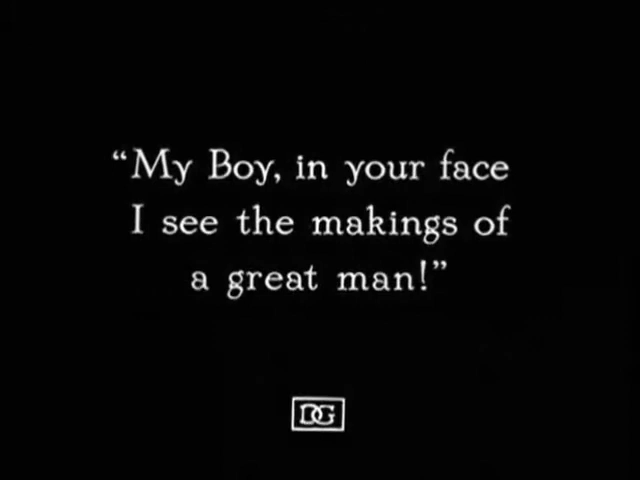 “My Boy, in your face
I see the makings of
a great man!”
DG